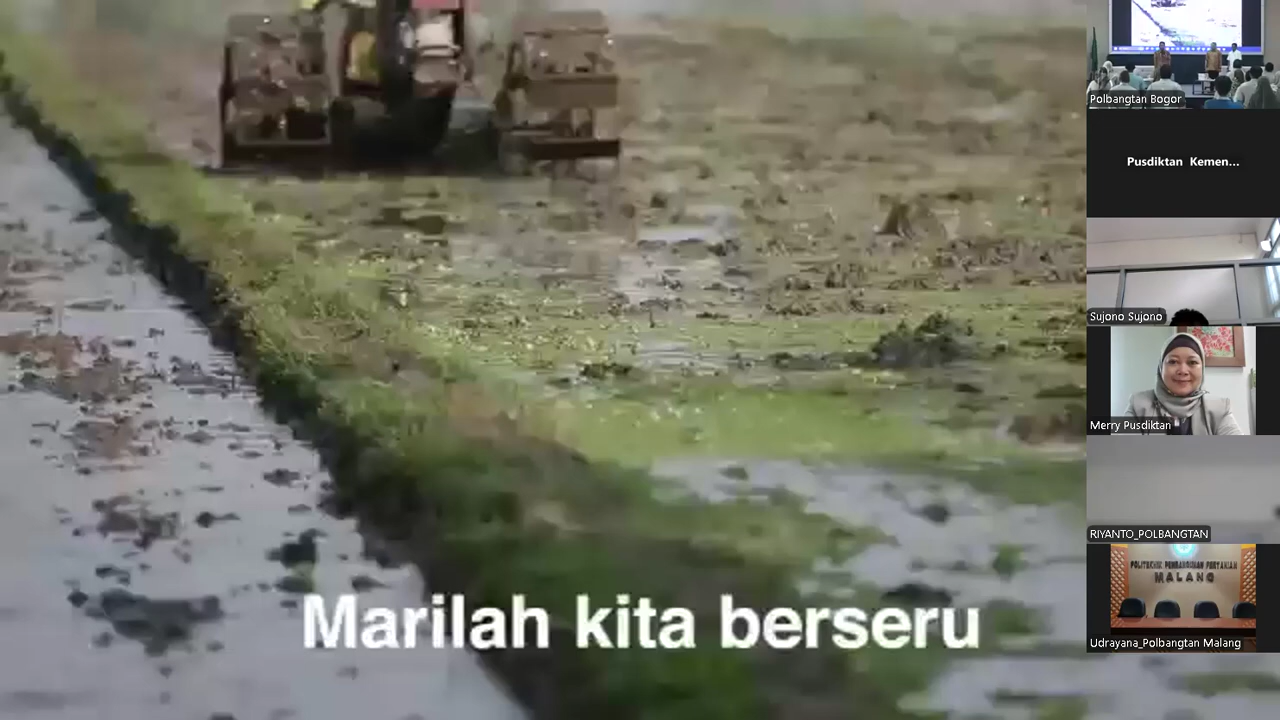 Marilah kita berseru
Polbangtan Bogor
Pusdiktan Kemen...
Sujono Sujono
Merry Pusdiktan
RIYANTO_POLBANGTAN
POLITEKNIK PEMBANGUNAN PERTANIAN
MALANG
Udrayana_Polbangtan Malang